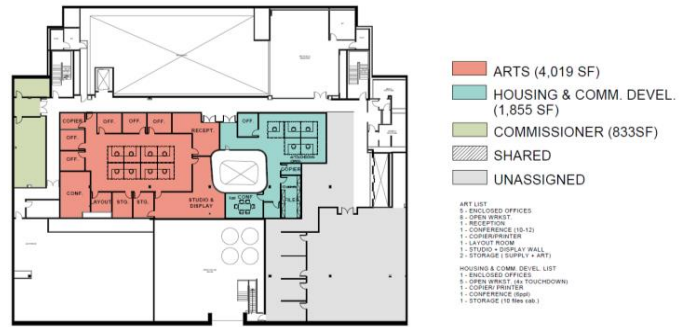 COPIER
OFF.
OFF
OFF.
RECEPT.
OFF
OFF.
OFF.
COPIER
CONF.
LAYOUT
STO.
STO.
STUDIO &
DISPLAY
CONF.
FILES
ARTS (4,019 SF)
HOUSING & COMM. DEVEL.
(1,855 SF)
COMMISSIONER (833SF)
SHARED
UNASSIGNED
ART LIST
5 - ENCLOSED OFFICES
8 - OPEN WRKST.
1 - RECEPTION
1 - CONFERENCE (10-12)
1 - COPIER/PRINTER
1 - LAYOUT ROOM
1 - STUDIO + DISPLAY WALL
2 - STORAGE ( SUPPLY + ART)
HOUSING & COMM. DEVEL. LIST
1 - ENCLOSED OFFICES
5 - OPEN WRKST. (4x TOUCHDOWN)
1 - COPIER/ PRINTER
1 - CONFERENCE (6ppl)
1 - STORAGE (10 files cab.)